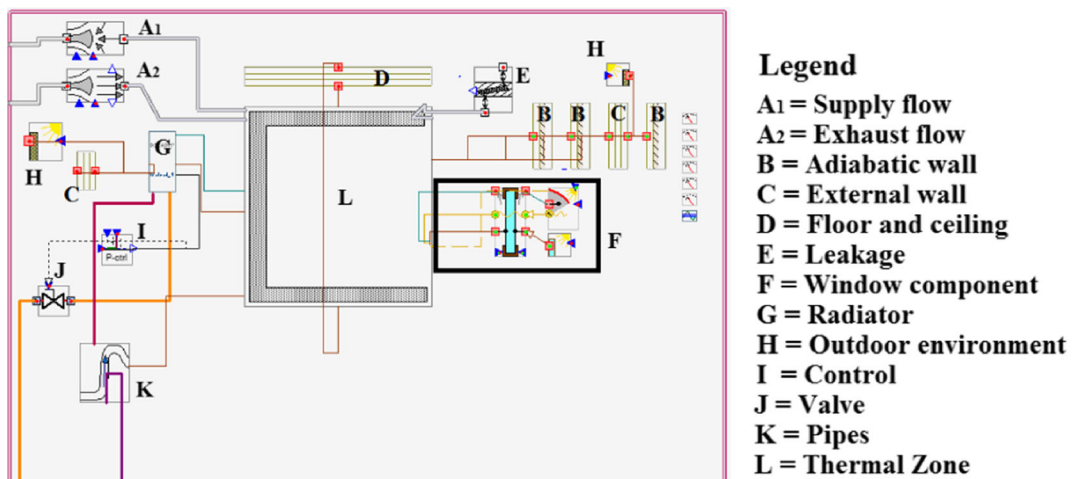 A1
A2
H
D
E
B
B
C
B
G
H
C
L
I
P-ctrl
F
J
K
Legend
A1 = Supply flow
A2 = Exhaust flow
B = Adiabatic wall
C = External wall
D = Floor and ceiling
E = Leakage
F = Window component
G = Radiator
H = Outdoor environment
I = Control
J = Valve
K = Pipes
L = Thermal Zone